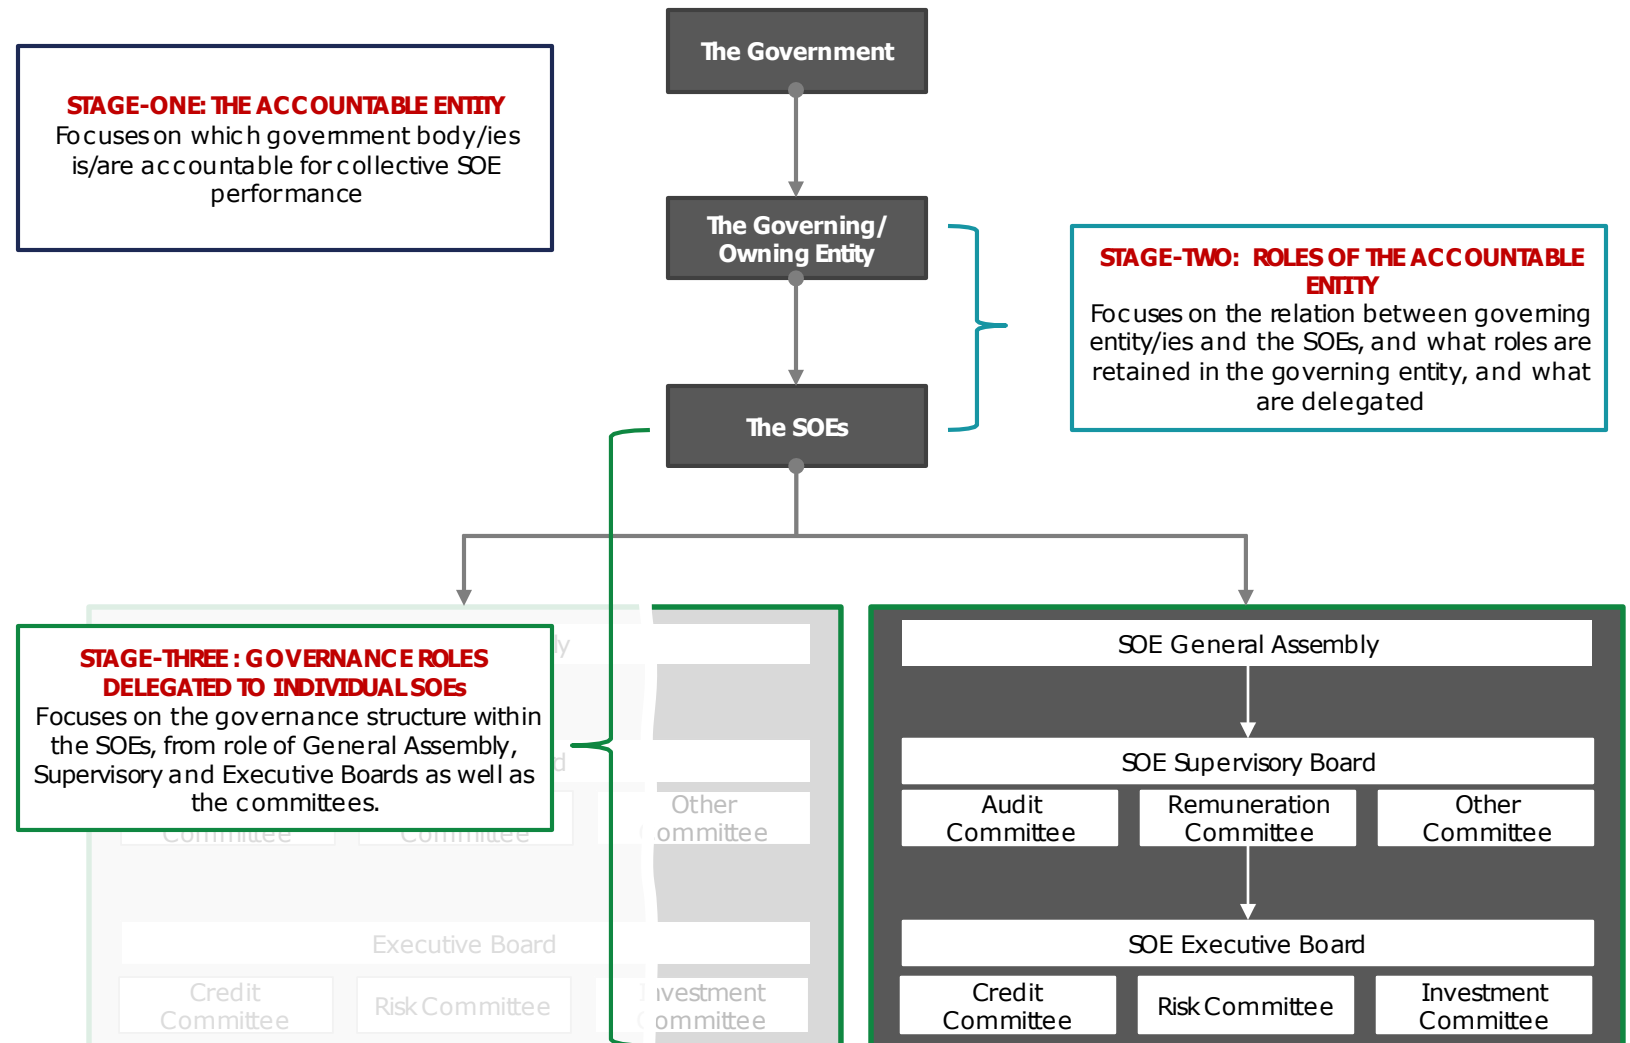 The Government
STAGE-ONE: THE ACCOUNTABLE ENTITY
Focuses on which government body/ies
is/are accountable for collective SOE
performance
The Governing/
Owning Entity
STAGE-TWO: ROLES OF THE ACCOUNTABLE
ENTITY
Focuses on the relation between governing
entity/ies and the SOEs, and what roles are
retained in the governing entity, and what
are delegated
The SOEs
STAGE-THREE: GOVERNANCE ROLES
DELEGATED TO INDIVIDUAL SOEs
Focuses on the governance structure within
the SOEs, from role of General Assembly,
Supervisory and Executive Boards as well as
the committees.
Committee
Committee
Other
Committee
Executive Board
Credit
Committee
Risk Committee
Investment
Committee
SOE General Assembly
SOE Supervisory Board
Audit
Committee
Remuneration
Committee
Other
Committee
SOE Executive Board
Credit
Committee
Risk Committee
Investment
Committee